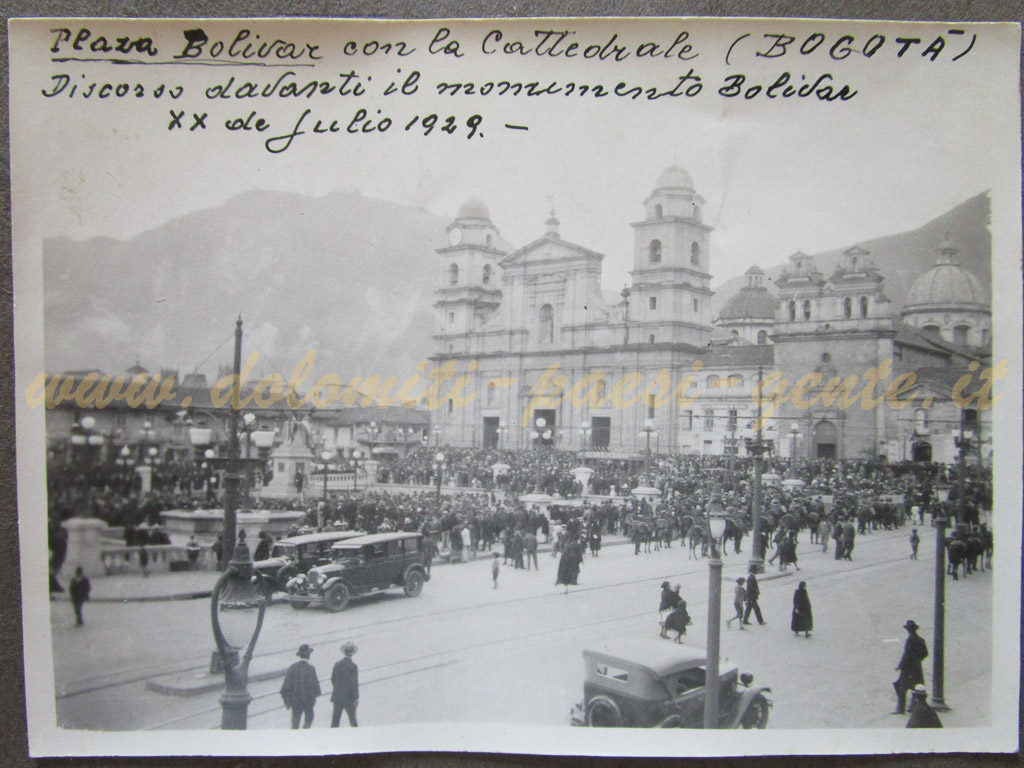 Plaza Bolivar con la Cattedrale (BOGOTÁ)
Discorso davanti il monumento Bolivar
XX de Julio 1929. –
www.dolomiti-paesi-gente.it